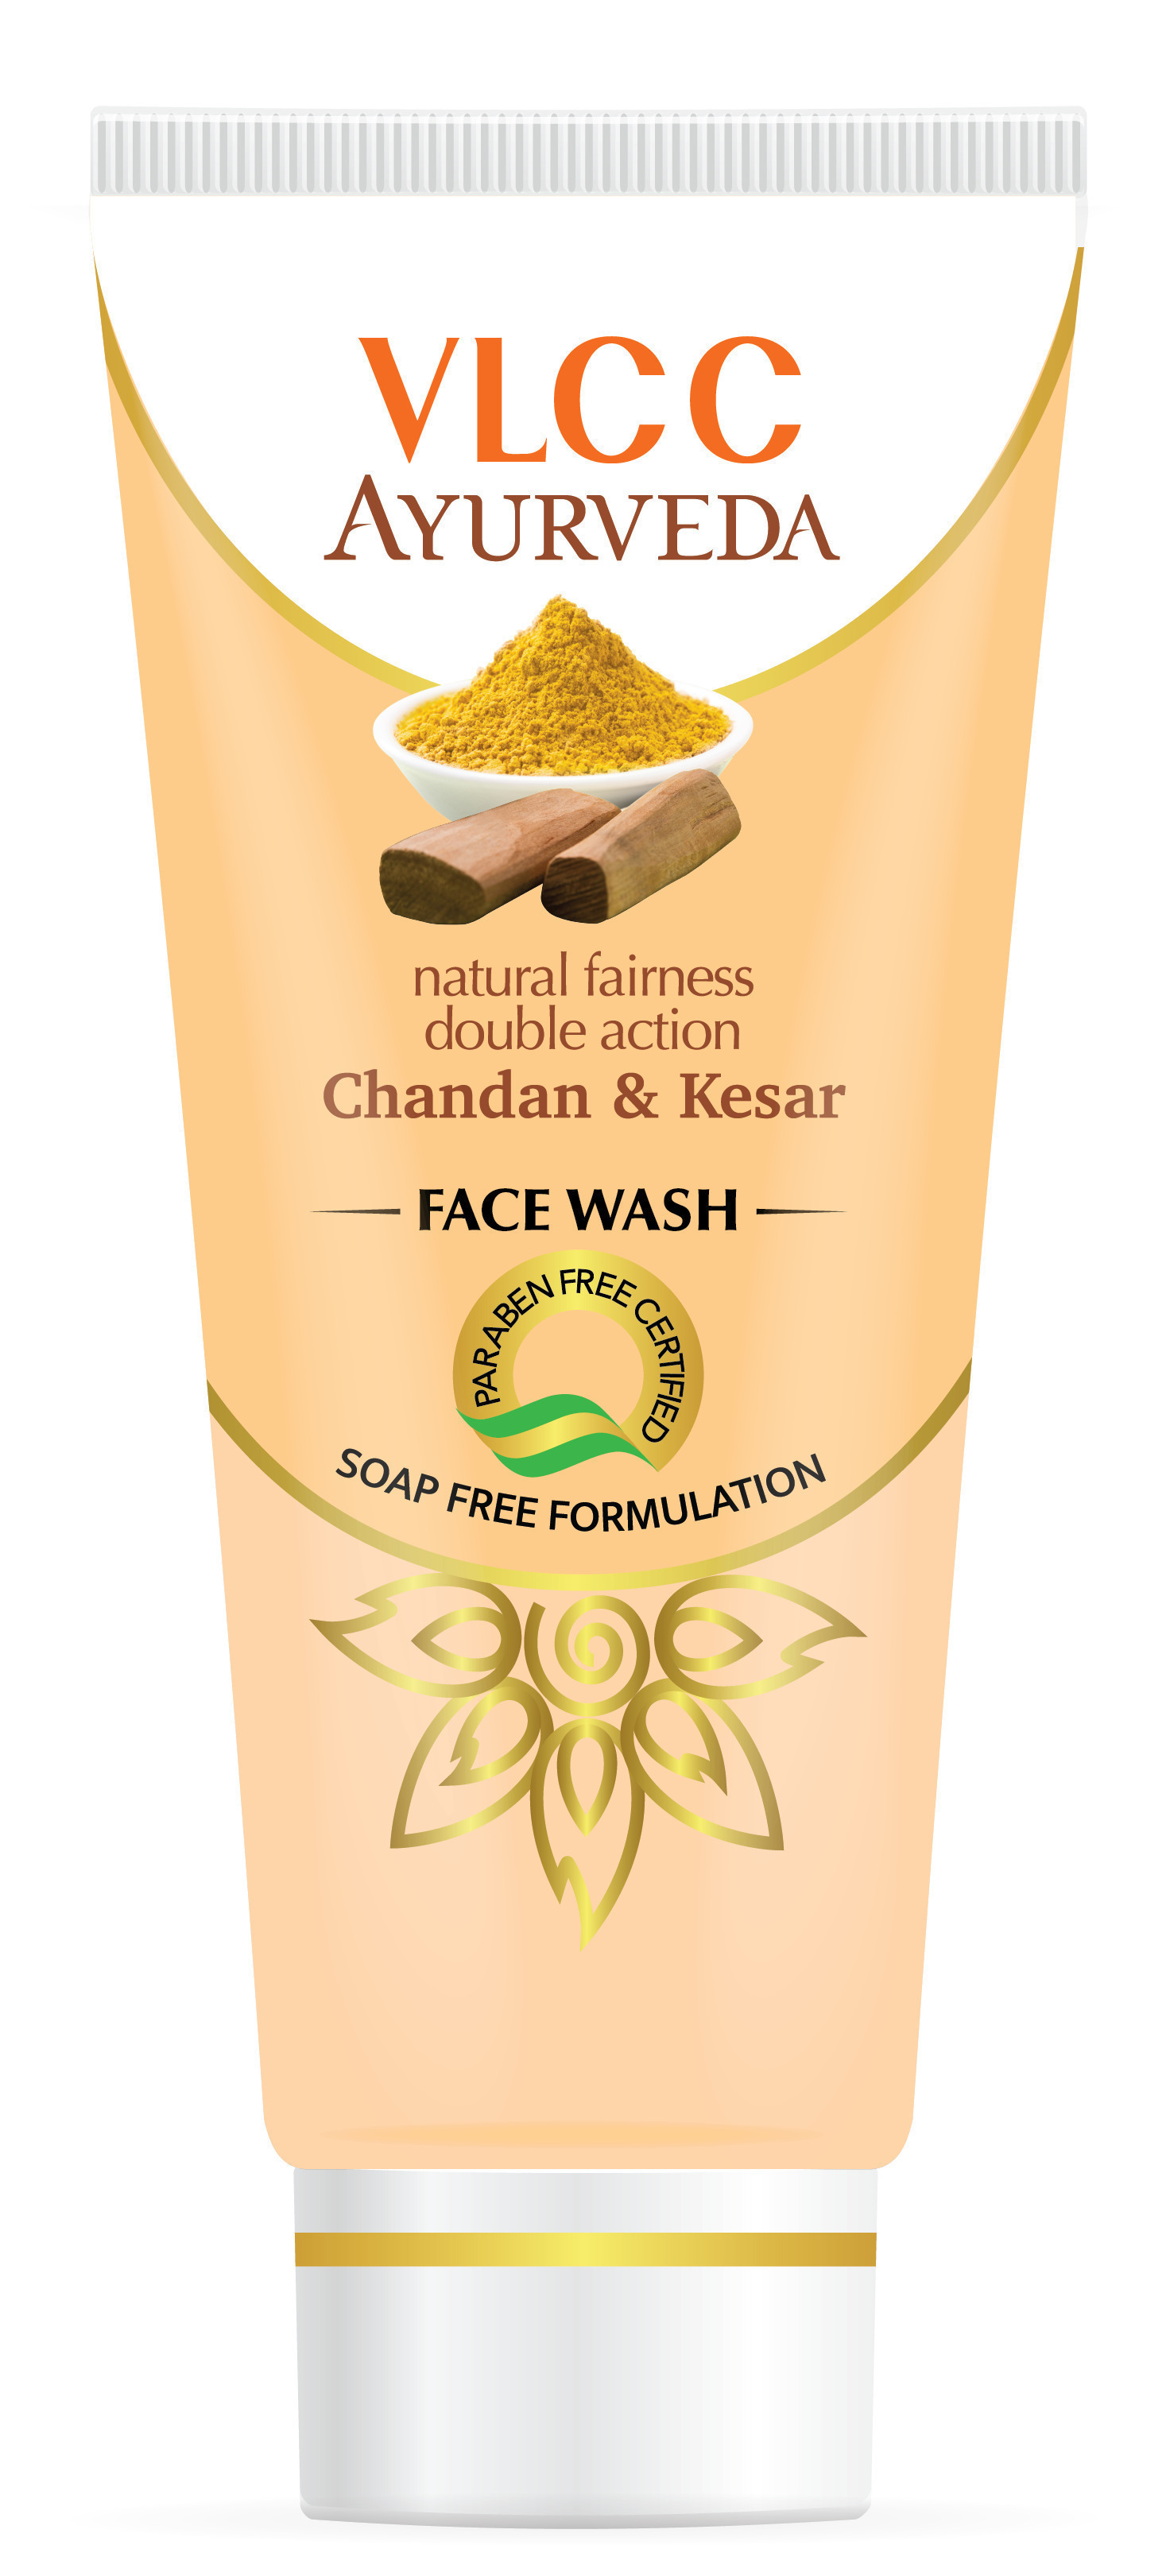 VLCC
AYURVEDA
natural fairness
double action
Chandan & Kesar
FACE WASH
PARABEN FREE CERTIFIED
SOAP FREE FORMULATION